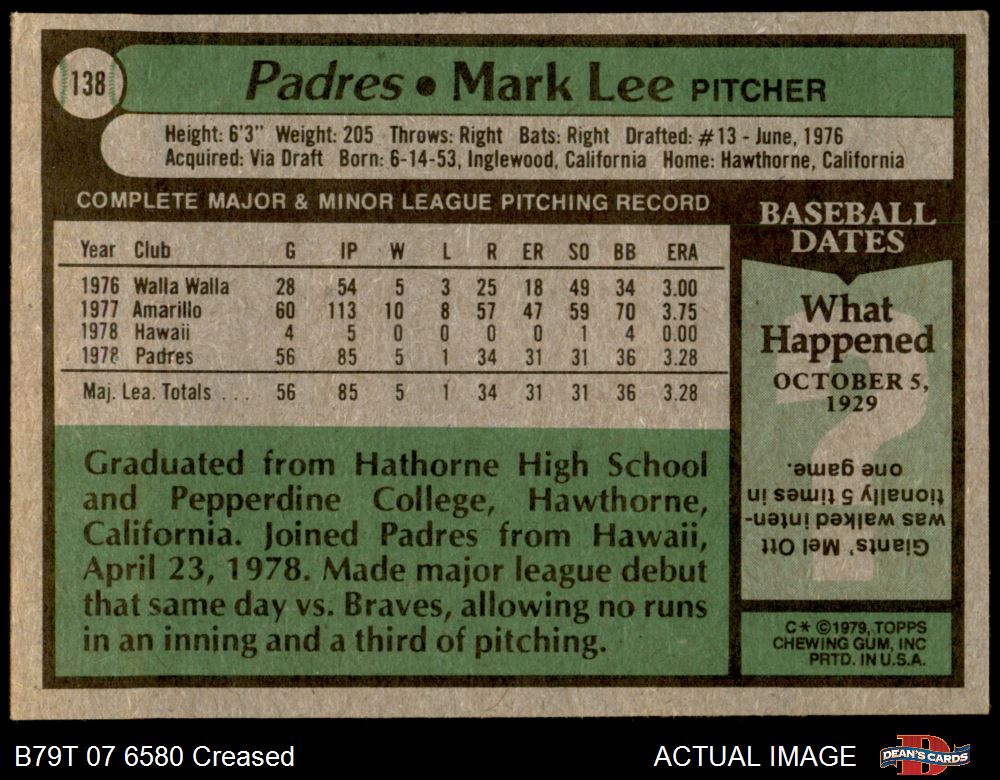 138
Padres • Mark Lee PITCHER
Height: 6'3" Weight: 205 Throws: Right Bats: Right Drafted: #13 - June, 1976
Acquired: Via Draft Born: 6-14-53, Inglewood, California Home: Hawthorne, California
COMPLETE MAJOR & MINOR LEAGUE PITCHING RECORD
Year Club G IP W L R ER SO BB ERA
1976 Walla Walla 28 54 5 3 25 18 49 34 3.00
1977 Amarillo 60 113 10 8 57 47 59 70 3.75
1978 Hawaii 4 5 0 0 0 0 1 4 0.00
1978 Padres 56 85 5 1 34 31 31 36 3.28
Maj. Lea. Totals . . . 56 85 5 1 34 31 31 36 3.28
Graduated from Hathorne High School
and Pepperdine College, Hawthorne,
California. Joined Padres from Hawaii,
April 23, 1978. Made major league debut
that same day vs. Braves, allowing no runs
in an inning and a third of pitching.
BASEBALL
DATES
What
Happened
OCTOBER 5,
1929
?
Giants' Mel Ott
was walked inten-
tionally 5 times in
one game.
C* ©1979, TOPPS
CHEWING GUM, INC
PRTD. IN U.S.A.
B79T 07 6580 Creased
ACTUAL IMAGE
D
DEAN'S CARDS